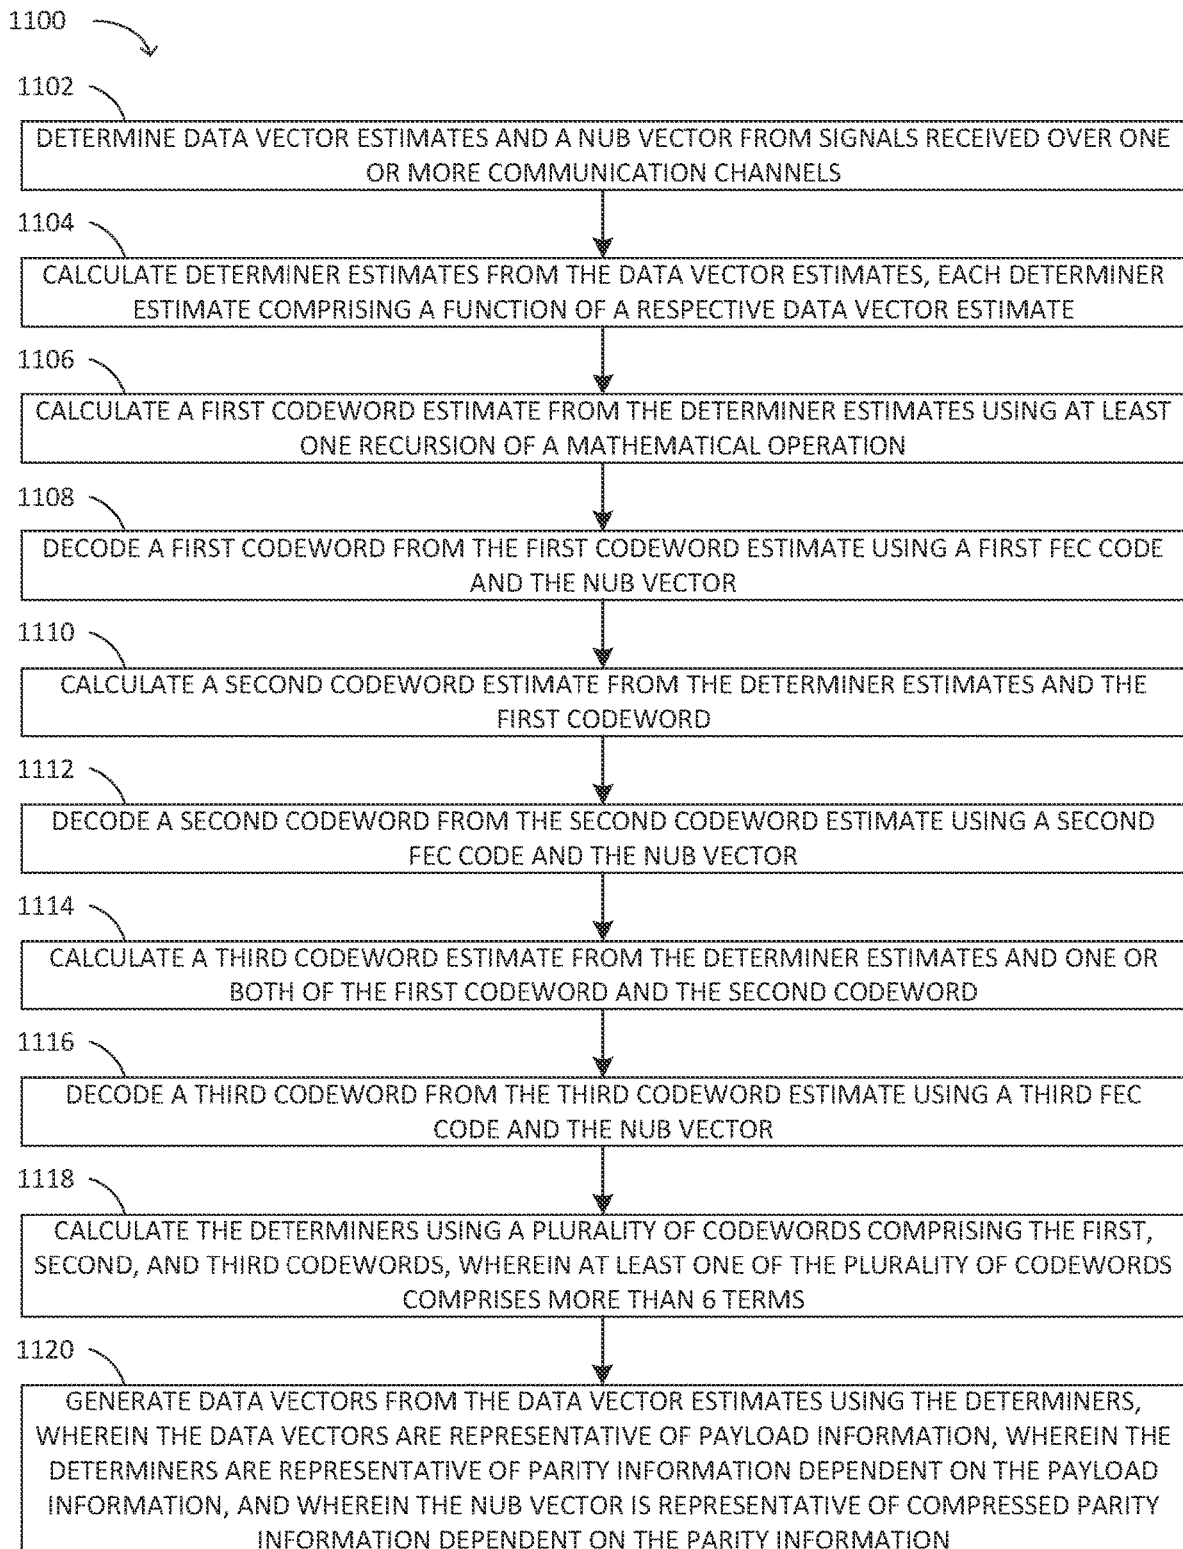 1100
1102
DETERMINE DATA VECTOR ESTIMATES AND A NUB VECTOR FROM SIGNALS RECEIVED OVER ONE
OR MORE COMMUNICATION CHANNELS
1104
CALCULATE DETERMINER ESTIMATES FROM THE DATA VECTOR ESTIMATES, EACH DETERMINER
ESTIMATE COMPRISING A FUNCTION OF A RESPECTIVE DATA VECTOR ESTIMATE
1106
CALCULATE A FIRST CODEWORD ESTIMATE FROM THE DETERMINER ESTIMATES USING AT LEAST
ONE RECURSION OF A MATHEMATICAL OPERATION
1108
DECODE A FIRST CODEWORD FROM THE FIRST CODEWORD ESTIMATE USING A FIRST FEC CODE
AND THE NUB VECTOR
1110
CALCULATE A SECOND CODEWORD ESTIMATE FROM THE DETERMINER ESTIMATES AND THE
FIRST CODEWORD
1112
DECODE A SECOND CODEWORD FROM THE SECOND CODEWORD ESTIMATE USING A SECOND
FEC CODE AND THE NUB VECTOR
1114
CALCULATE A THIRD CODEWORD ESTIMATE FROM THE DETERMINER ESTIMATES AND ONE OR
BOTH OF THE FIRST CODEWORD AND THE SECOND CODEWORD
1116
DECODE A THIRD CODEWORD FROM THE THIRD CODEWORD ESTIMATE USING A THIRD FEC
CODE AND THE NUB VECTOR
1118
CALCULATE THE DETERMINERS USING A PLURALITY OF CODEWORDS COMPRISING THE FIRST,
SECOND, AND THIRD CODEWORDS, WHEREIN AT LEAST ONE OF THE PLURALITY OF CODEWORDS
COMPRISES MORE THAN 6 TERMS
1120
GENERATE DATA VECTORS FROM THE DATA VECTOR ESTIMATES USING THE DETERMINERS,
WHEREIN THE DATA VECTORS ARE REPRESENTATIVE OF PAYLOAD INFORMATION, WHEREIN THE
DETERMINERS ARE REPRESENTATIVE OF PARITY INFORMATION DEPENDENT ON THE PAYLOAD
INFORMATION, AND WHEREIN THE NUB VECTOR IS REPRESENTATIVE OF COMPRESSED PARITY
INFORMATION DEPENDENT ON THE PARITY INFORMATION